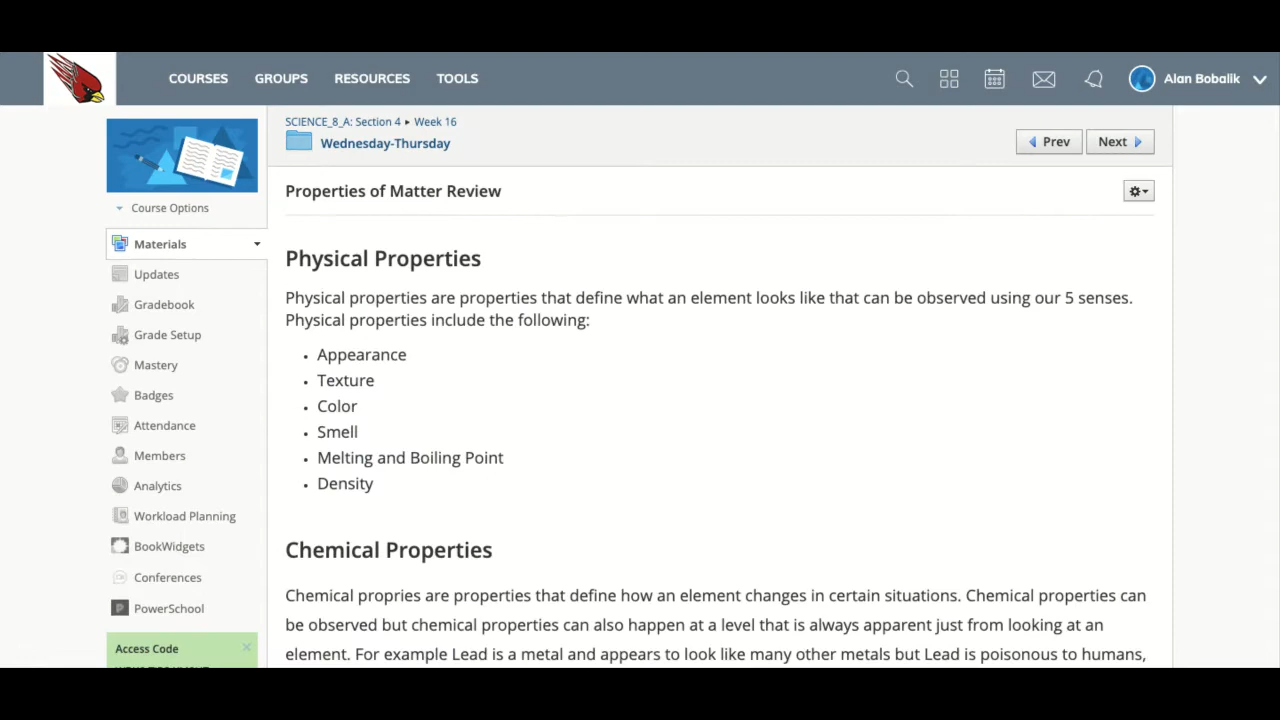 COURSES GROUPS RESOURCES TOOLS Alan Bobalik
SCIENCE_8_A: Section 4 ▸ Week 16
Wednesday-Thursday
Prev Next
Course Options
Materials
Updates
Gradebook
Grade Setup
Mastery
Badges
Attendance
Members
Analytics
Workload Planning
BookWidgets
Conferences
PowerSchool
Access Code
Properties of Matter Review
Physical Properties
Physical properties are properties that define what an element looks like that can be observed using our 5 senses.
Physical properties include the following:
• Appearance
• Texture
• Color
• Smell
• Melting and Boiling Point
• Density
Chemical Properties
Chemical propries are properties that define how an element changes in certain situations. Chemical properties can
be observed but chemical properties can also happen at a level that is always apparent just from looking at an
element. For example Lead is a metal and appears to look like many other metals but Lead is poisonous to humans,